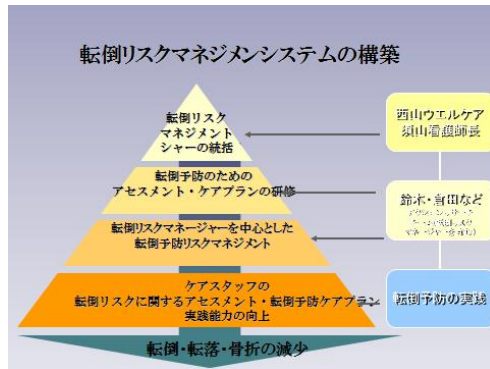 転倒リスクマネジメンシステムの構築
転倒リスク
マネジメント
シャーの統括
転倒予防のための
アセスメント・ケアプランの研修
転倒リスクマネージャーを中心とした
転倒予防リスクマネジメント
ケアスタッフの
転倒リスクに関するアセスメント・転倒予防ケアプラン
実践能力の向上
転倒・転落・骨折の減少
西山ウエルケア
須山看護師長
鈴木・倉田など
転倒予防の実践